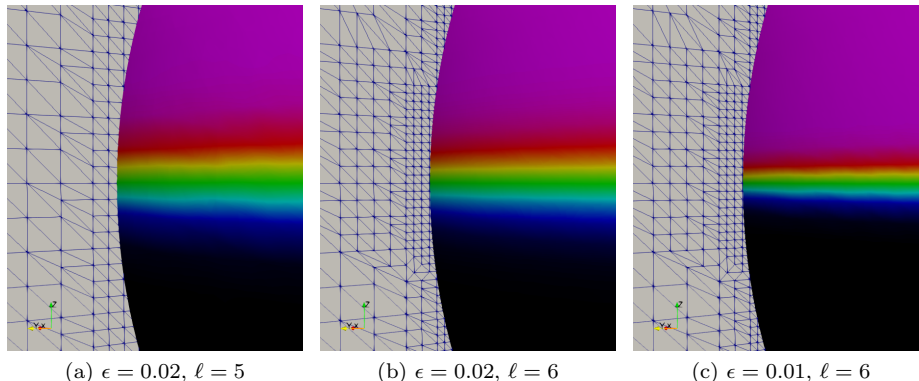 Z
Y X
Z
Y X
Z
Y X
(a) ϵ = 0.02, ℓ = 5
(b) ϵ = 0.02, ℓ = 6
(c) ϵ = 0.01, ℓ = 6